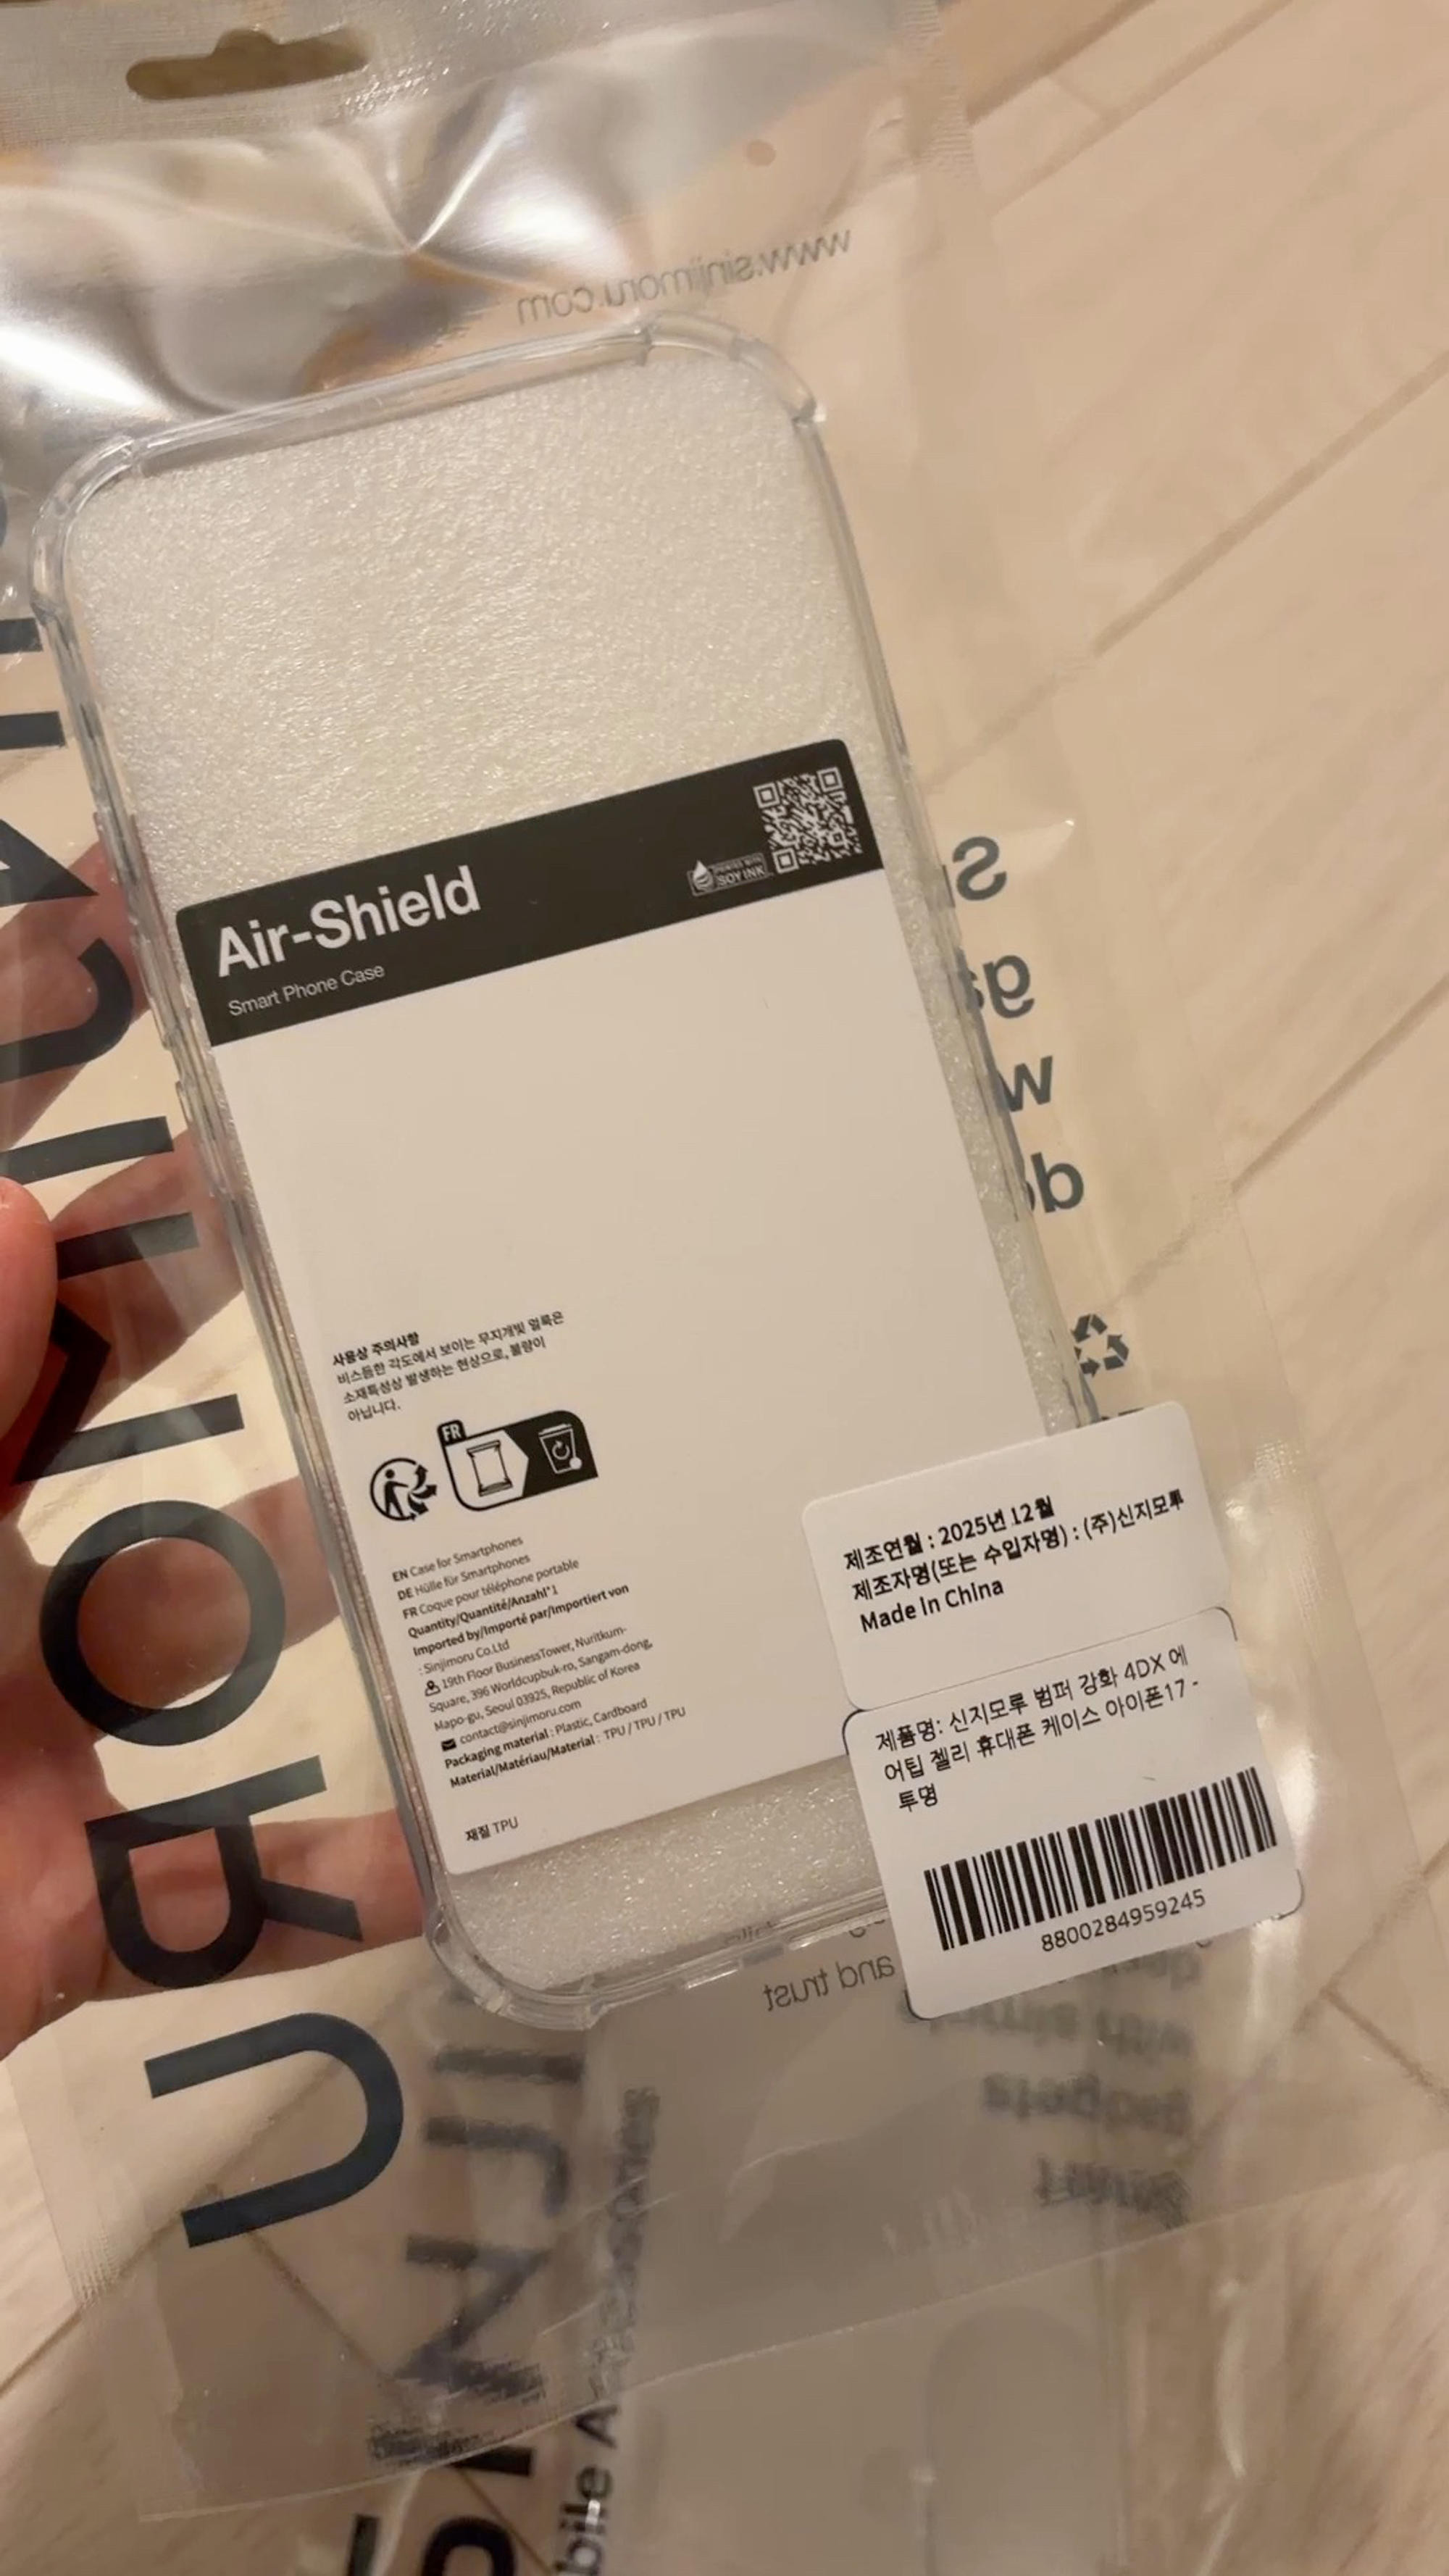 www.sinjimoru.com
Air-Shield
Smart Phone Case
PRINTED WITH
SOY INK
사용상 주의사항
비스듬한 각도에서 보이는 무지개빛 얼룩은
소재특성상 발생하는 현상으로, 불량이
아닙니다.
FR
EN Case for Smartphones
DE Hülle für Smartphones
FR Coque pour téléphone portable
Quantity/Quantité/Anzahl*1
Imported by/Importé par/Importiert von
: Sinjimoru Co.Ltd
19th Floor BusinessTower, Nuritkum-
Square, 396 Worldcupbuk-ro, Sangam-dong,
Mapo-gu, Seoul 03925, Republic of Korea
contact@sinjimoru.com
Packaging material : Plastic, Cardboard
Material/Matériau/Material : TPU / TPU / TPU
재질 TPU
제조연월 : 2025년 12월
제조자명(또는 수입자명) : (주)신지모루
Made In China
제품명: 신지모루 범퍼 강화 4DX 에
어팁 젤리 휴대폰 케이스 아이폰17 -
투명
8800284959245
and trust
gadgets